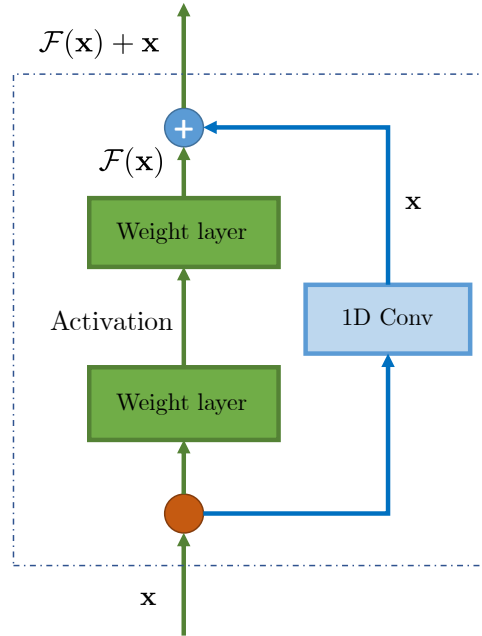 𝓕(𝐱) + 𝐱
+
𝓕(𝐱)
Weight layer
𝐱
1D Conv
Activation
Weight layer
𝐱